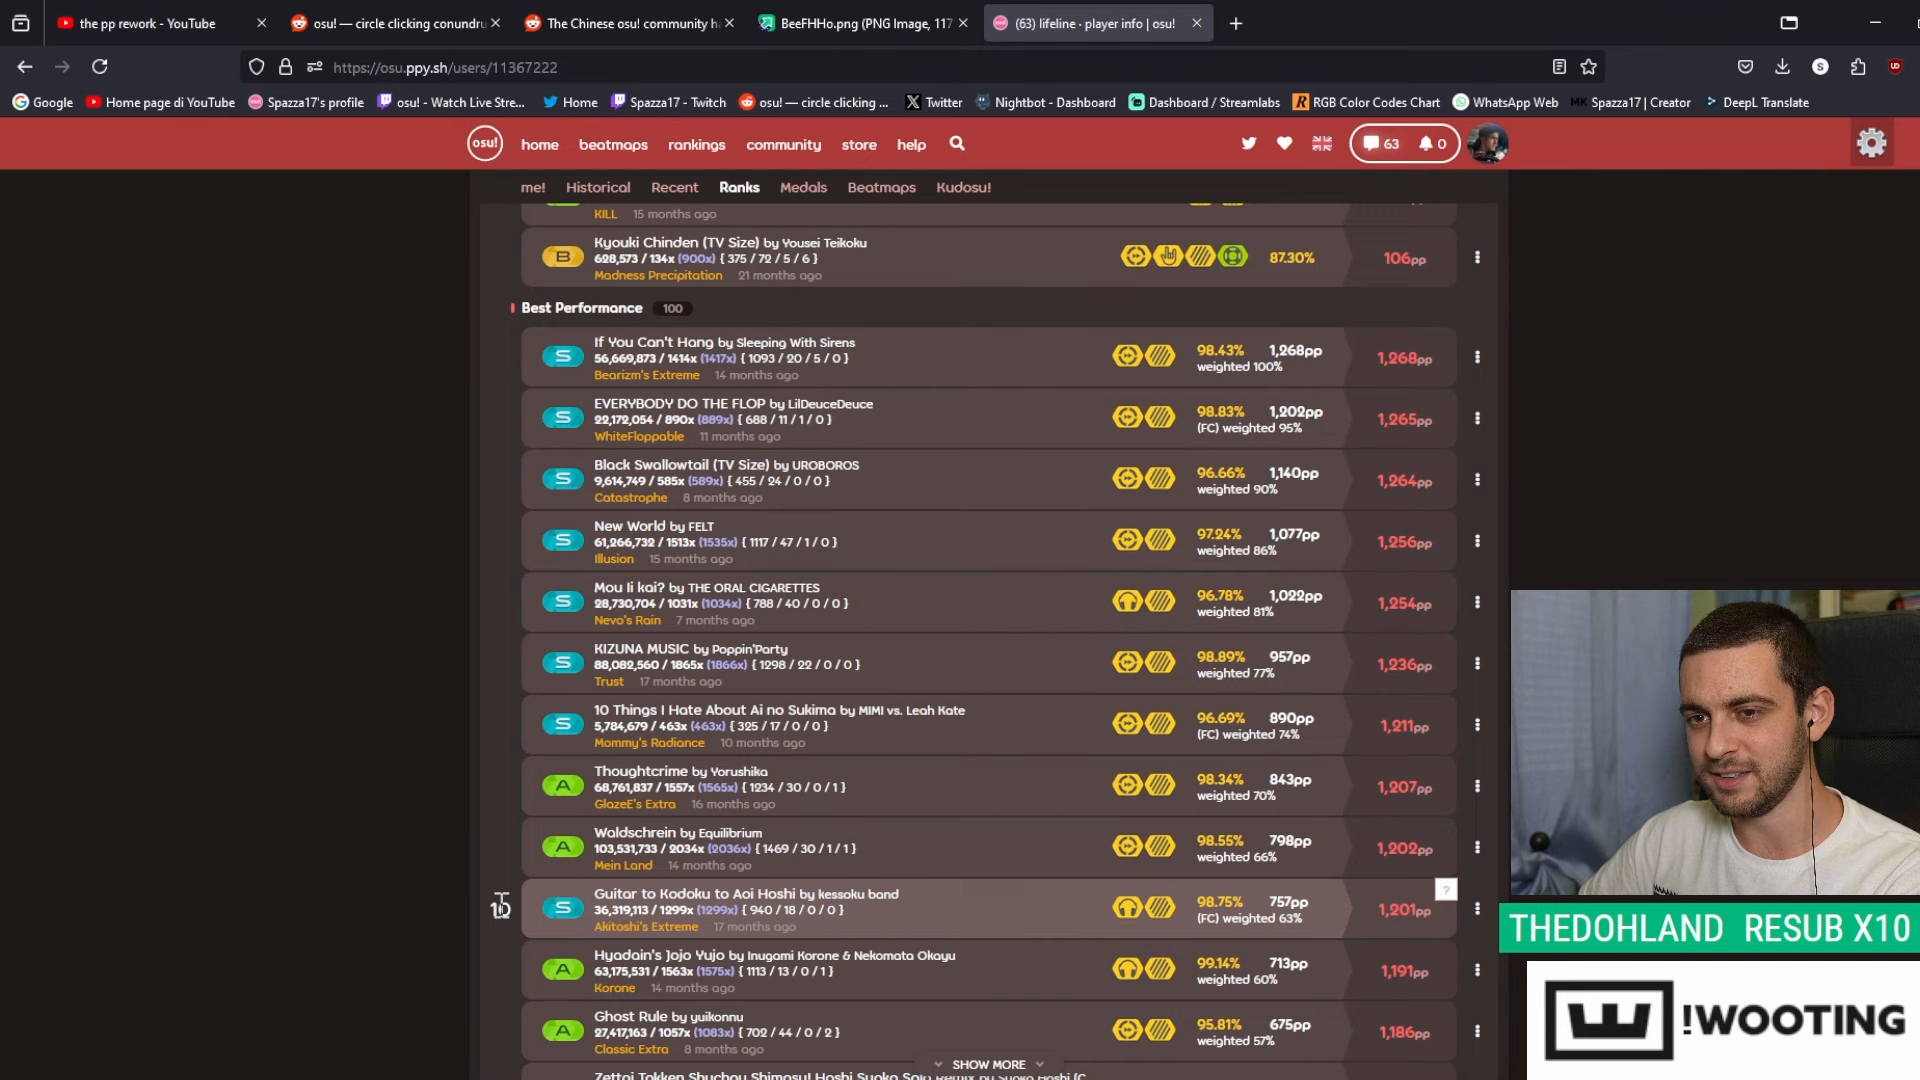 the pp rework - YouTube
osu! — circle clicking conundru
The Chinese osu! community ha
BeeFHHo.png (PNG Image, 117
(63) lifeline · player info | osu!
https://osu.ppy.sh/users/11367222
Google
Home page di YouTube
Spazza17's profile
osu! - Watch Live Stre...
Home
Spazza17 - Twitch
osu! — circle clicking ...
Twitter
Nightbot - Dashboard
Dashboard / Streamlabs
RGB Color Codes Chart
WhatsApp Web
Spazza17 | Creator
DeepL Translate
osu! home beatmaps rankings community store help 63 0
me! Historical Recent Ranks Medals Beatmaps Kudosu!
KILL 15 months ago
B
Kyouki Chinden (TV Size) by Yousei Teikoku
628,573 / 134x (900x) { 375 / 72 / 5 / 6 }
Madness Precipitation 21 months ago
87.30%
106pp
Best Performance 100
S
If You Can't Hang by Sleeping With Sirens
56,669,873 / 1414x (1417x) { 1093 / 20 / 5 / 0 }
Bearizm's Extreme 14 months ago
98.43% 1,268pp
weighted 100%
1,268pp
S
EVERYBODY DO THE FLOP by LilDeuceDeuce
22,172,054 / 890x (889x) { 688 / 11 / 1 / 0 }
WhiteFloppable 11 months ago
98.83% 1,202pp
(FC) weighted 95%
1,265pp
S
Black Swallowtail (TV Size) by UROBOROS
9,614,749 / 585x (589x) { 455 / 24 / 0 / 0 }
Catastrophe 8 months ago
96.66% 1,140pp
weighted 90%
1,264pp
S
New World by FELT
61,266,732 / 1513x (1535x) { 1117 / 47 / 1 / 0 }
Illusion 15 months ago
97.24% 1,077pp
weighted 86%
1,256pp
S
Mou Ii kai? by THE ORAL CIGARETTES
28,730,704 / 1031x (1034x) { 788 / 40 / 0 / 0 }
Nevo's Rain 7 months ago
96.78% 1,022pp
weighted 81%
1,254pp
S
KIZUNA MUSIC by Poppin'Party
88,082,560 / 1865x (1866x) { 1298 / 22 / 0 / 0 }
Trust 17 months ago
98.89% 957pp
weighted 77%
1,236pp
S
10 Things I Hate About Ai no Sukima by MIMI vs. Leah Kate
5,784,679 / 463x (463x) { 325 / 17 / 0 / 0 }
Mommy's Radiance 10 months ago
96.69% 890pp
(FC) weighted 74%
1,211pp
A
Thoughtcrime by Yorushika
68,761,837 / 1557x (1565x) { 1234 / 30 / 0 / 1 }
GlazeE's Extra 16 months ago
98.34% 843pp
weighted 70%
1,207pp
A
Waldschrein by Equilibrium
103,531,733 / 2034x (2036x) { 1469 / 30 / 1 / 1 }
Mein Land 14 months ago
98.55% 798pp
weighted 66%
1,202pp
10
S
Guitar to Kodoku to Aoi Hoshi by kessoku band
36,319,113 / 1299x (1299x) { 940 / 18 / 0 / 0 }
Akitoshi's Extreme 17 months ago
98.75% 757pp
(FC) weighted 63%
1,201pp
?
A
Hyadain's Jojo Yujo by Inugami Korone & Nekomata Okayu
63,175,531 / 1563x (1575x) { 1113 / 13 / 0 / 1 }
Korone 14 months ago
99.14% 713pp
weighted 60%
1,191pp
A
Ghost Rule by yuikonnu
27,417,163 / 1057x (1083x) { 702 / 44 / 0 / 2 }
Classic Extra 8 months ago
95.81% 675pp
weighted 57%
1,186pp
SHOW MORE
THEDOHLAND RESUB X10
!WOOTING